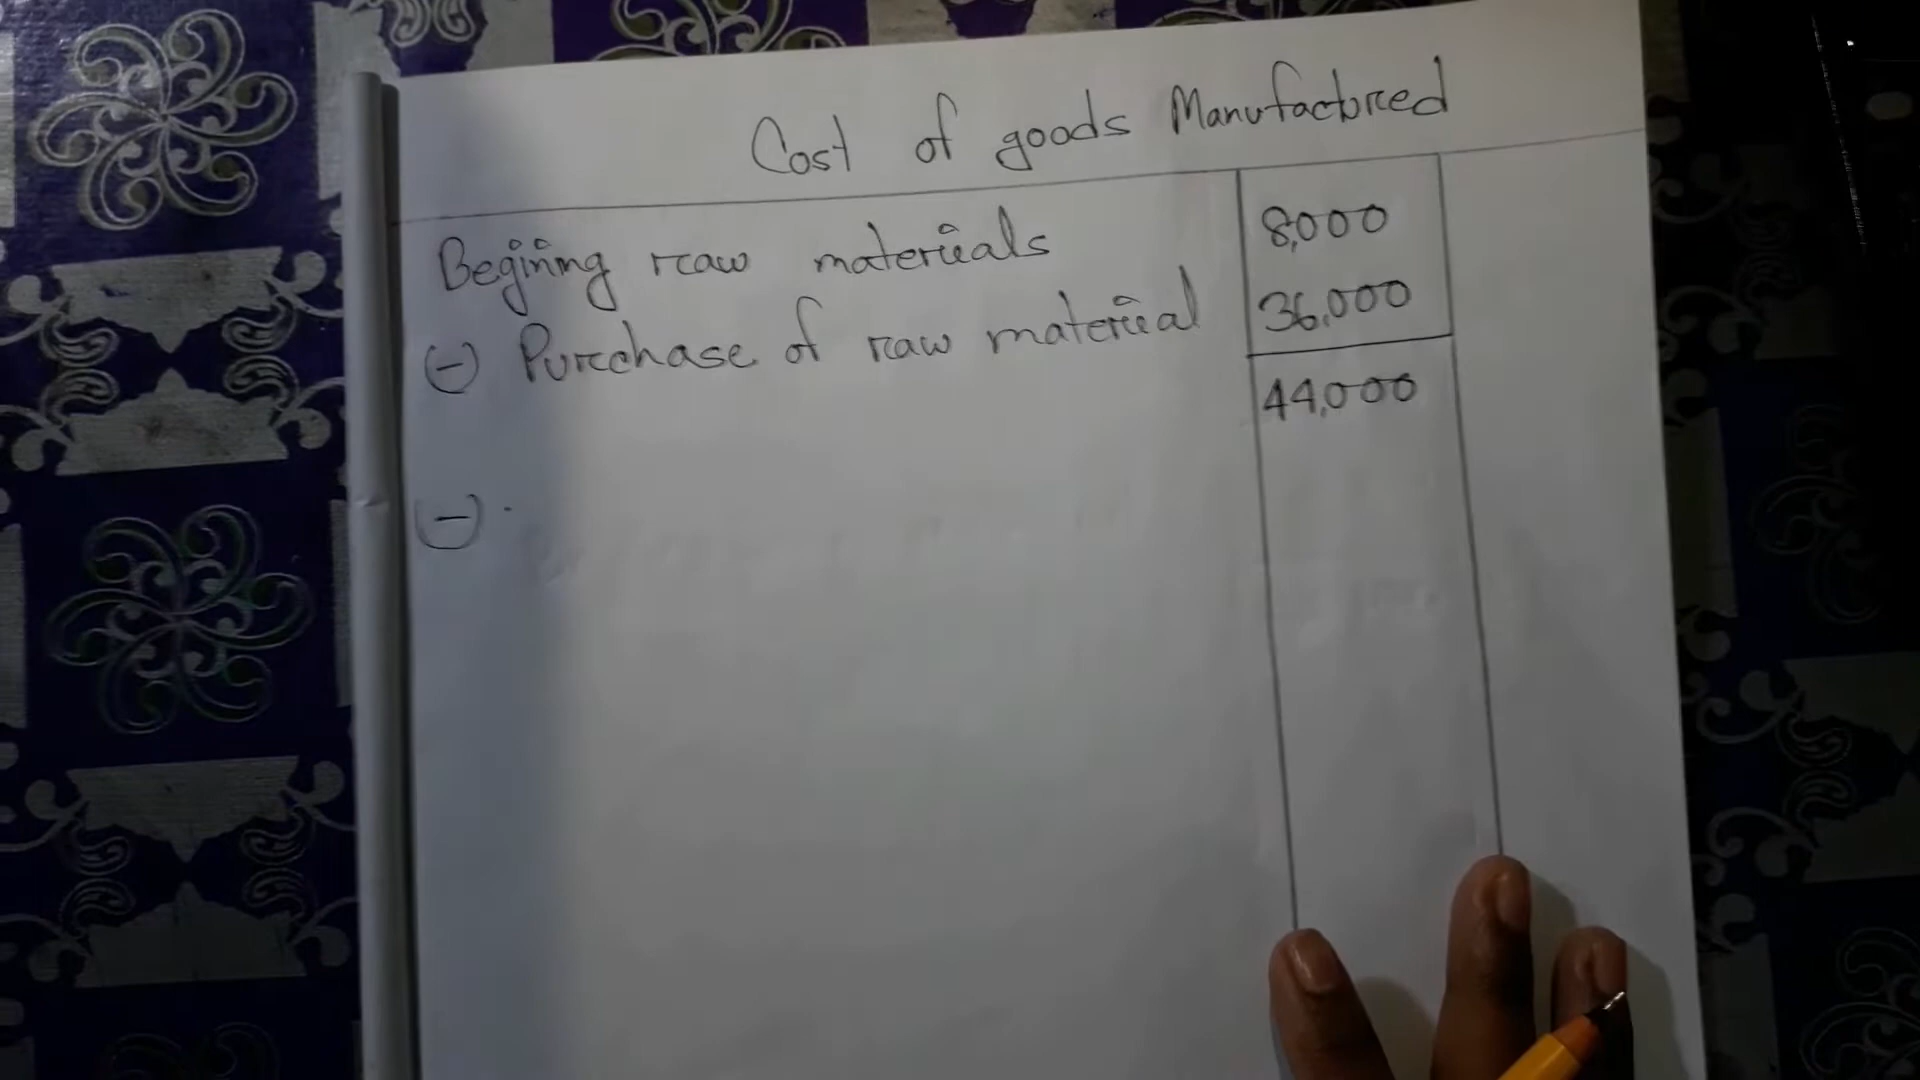 Cost of goods Manufactured
Begining raw materials 8,000
(-) Purchase of raw material 36,000
44,000
(-)